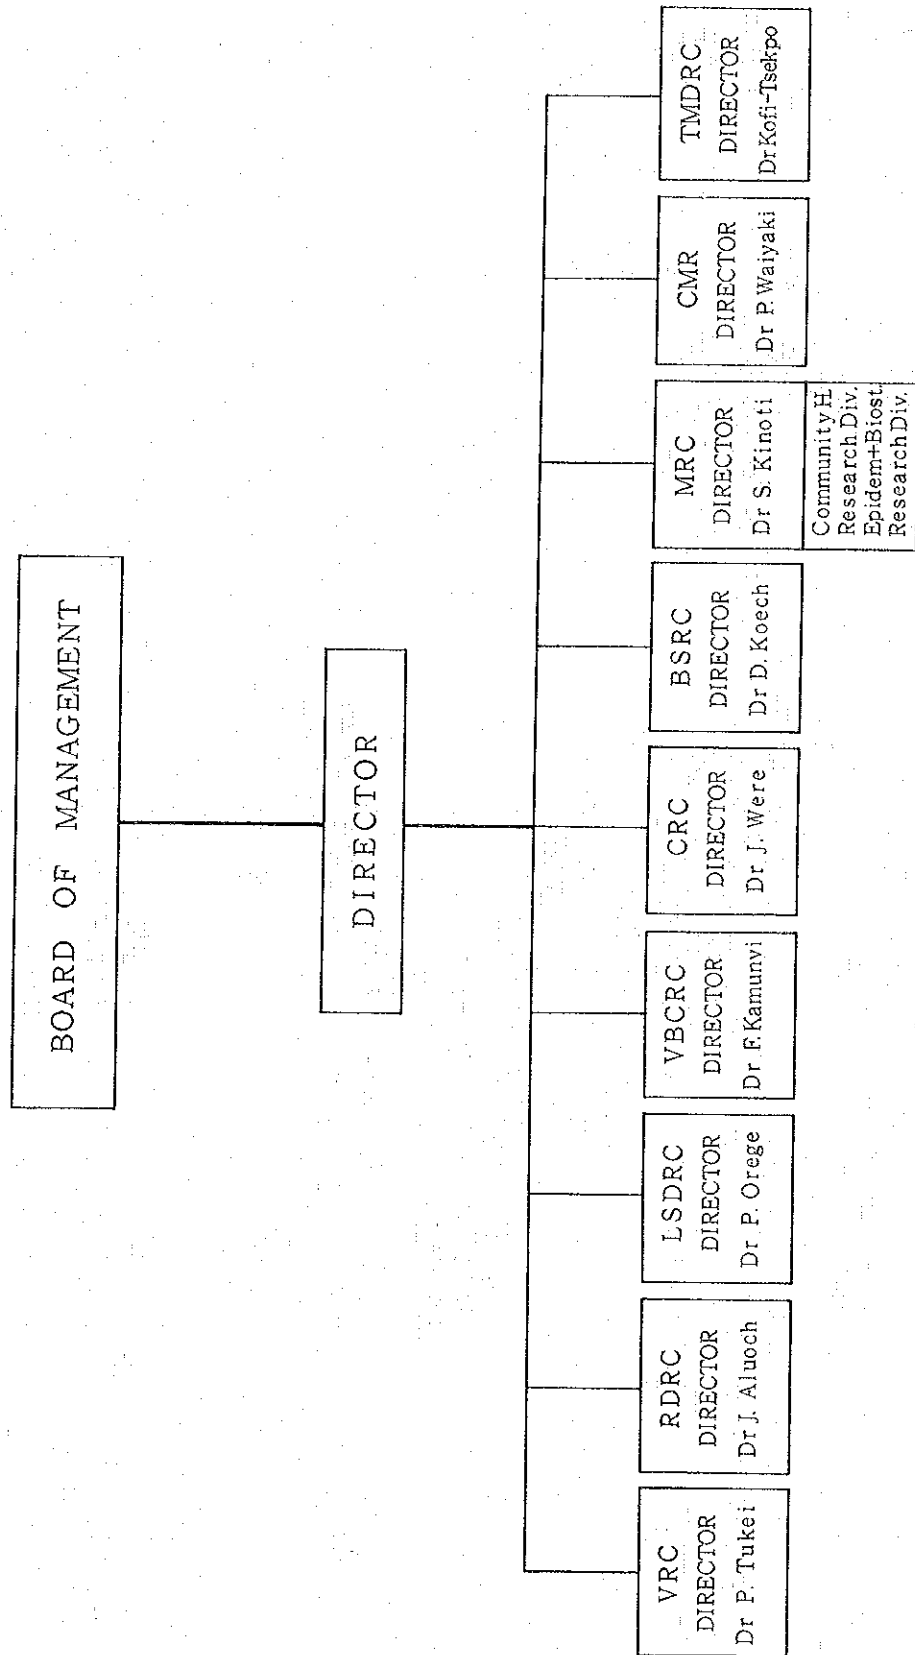 BOARD OF MANAGEMENT
DIRECTOR
VRC
DIRECTOR
Dr P. Tukei
RDRC
DIRECTOR
Dr J. Aluoch
LSDRC
DIRECTOR
Dr P. Orege
VBCRC
DIRECTOR
Dr F. Kamunvi
CRC
DIRECTOR
Dr J. Were
BSRC
DIRECTOR
Dr D. Koech
MRC
DIRECTOR
Dr S. Kinoti
Community H.
Research Div.
Epidem+Biost.
Research Div.
CMR
DIRECTOR
Dr P. Waiyaki
TMDRC
DIRECTOR
Dr Kofi-Tsekpo